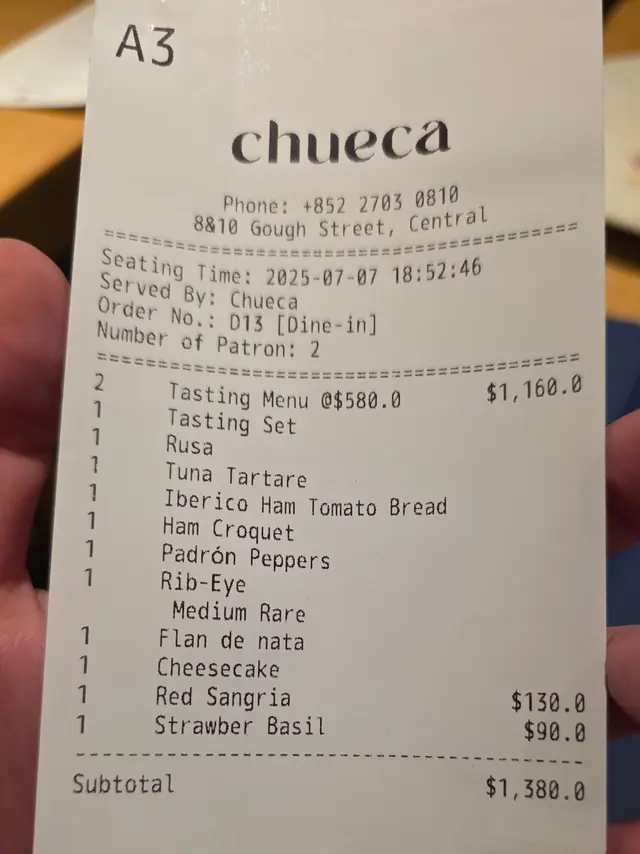 A3
chueca
Phone: +852 2703 0810
8&10 Gough Street, Central
========================================
Seating Time: 2025-07-07 18:52:46
Served By: Chueca
Order No.: D13 [Dine-in]
Number of Patron: 2
========================================
2 Tasting Menu @$580.0 $1,160.0
1 Tasting Set
1 Rusa
1 Tuna Tartare
1 Iberico Ham Tomato Bread
1 Ham Croquet
1 Padrón Peppers
1 Rib-Eye
Medium Rare
1 Flan de nata
1 Cheesecake
1 Red Sangria $130.0
1 Strawber Basil $90.0
----------------------------------------
Subtotal $1,380.0